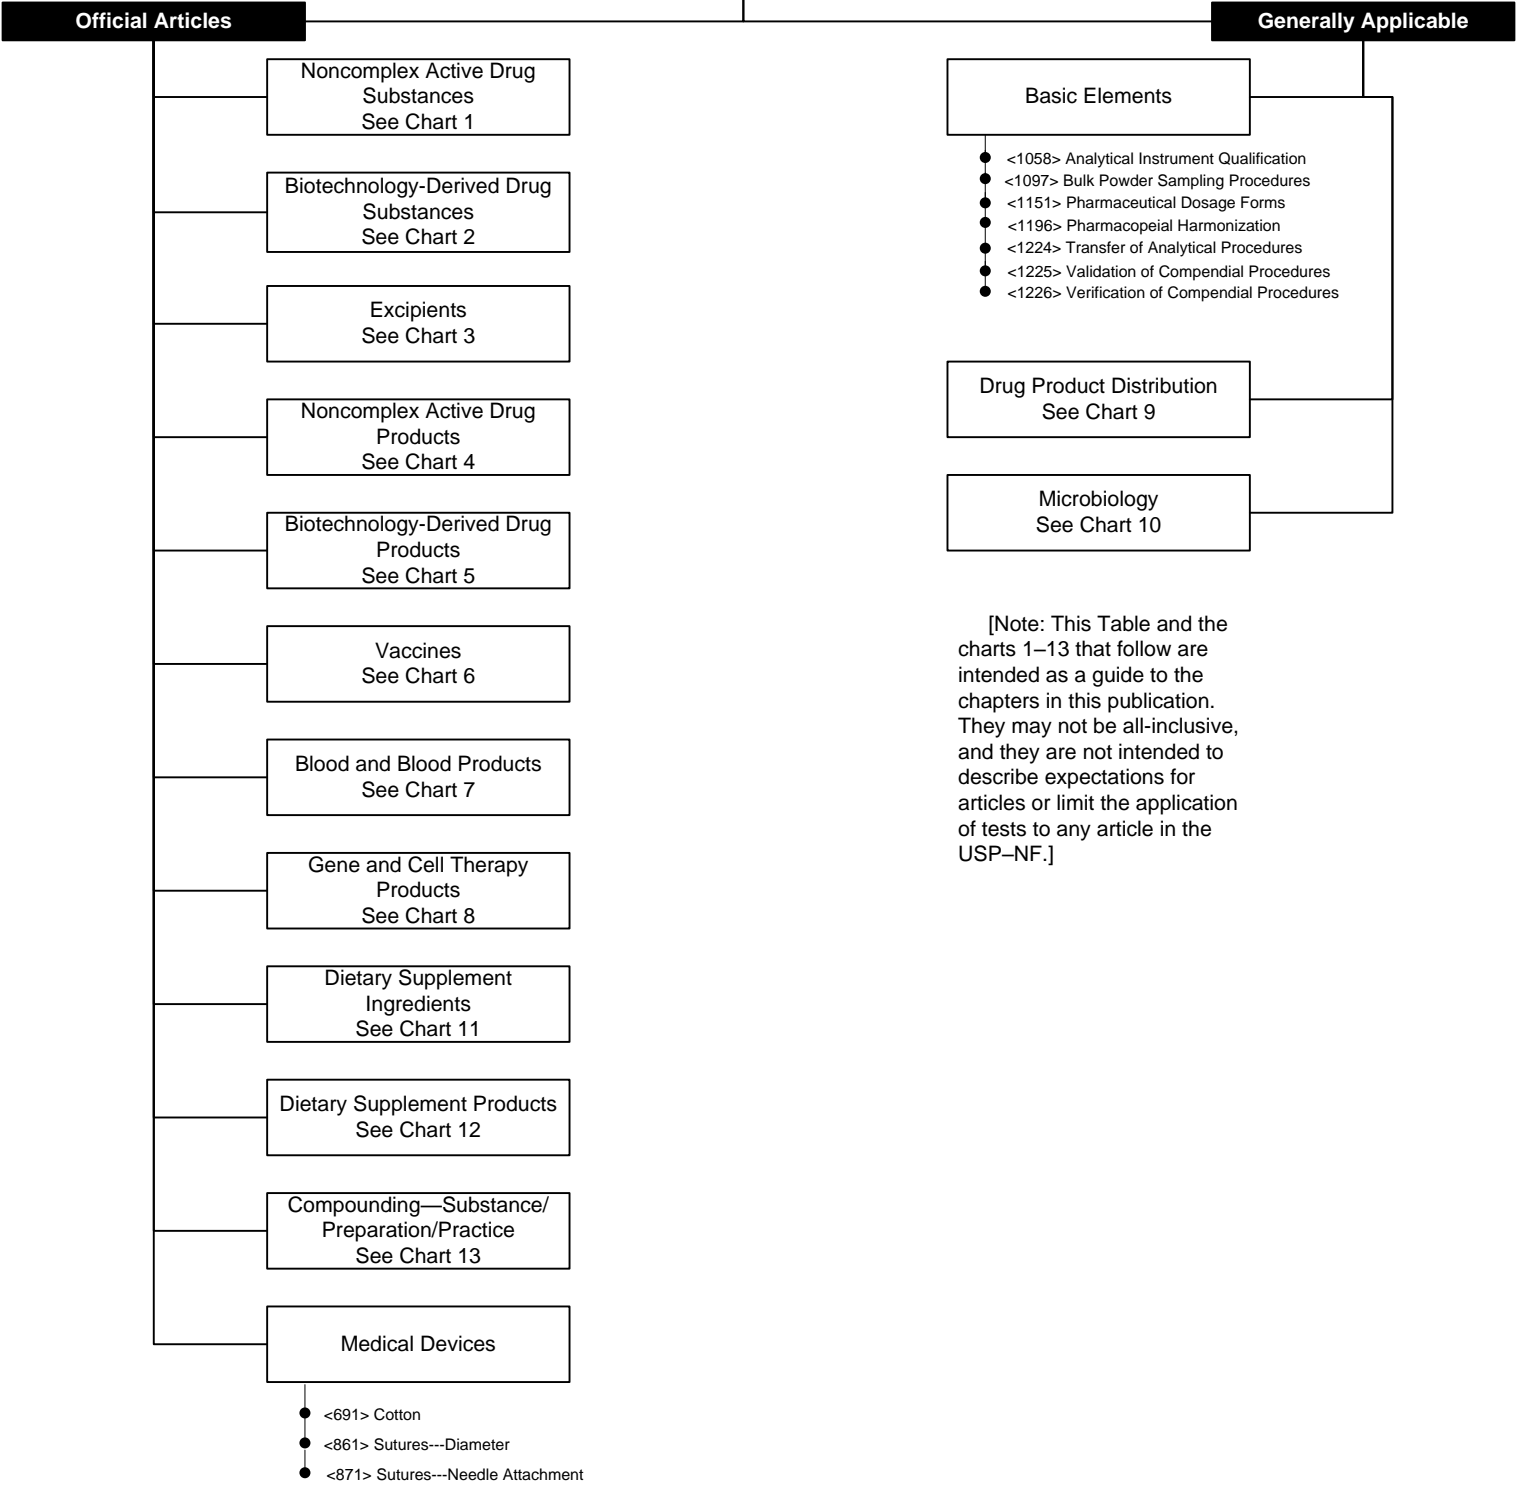 Official Articles
Generally Applicable
Noncomplex Active Drug
Substances
See Chart 1
Biotechnology-Derived Drug
Substances
See Chart 2
Excipients
See Chart 3
Noncomplex Active Drug
Products
See Chart 4
Biotechnology-Derived Drug
Products
See Chart 5
Vaccines
See Chart 6
Blood and Blood Products
See Chart 7
Gene and Cell Therapy
Products
See Chart 8
Dietary Supplement
Ingredients
See Chart 11
Dietary Supplement Products
See Chart 12
Compounding—Substance/
Preparation/Practice
See Chart 13
Medical Devices
<691> Cotton
<861> Sutures---Diameter
<871> Sutures---Needle Attachment
Basic Elements
<1058> Analytical Instrument Qualification
<1097> Bulk Powder Sampling Procedures
<1151> Pharmaceutical Dosage Forms
<1196> Pharmacopeial Harmonization
<1224> Transfer of Analytical Procedures
<1225> Validation of Compendial Procedures
<1226> Verification of Compendial Procedures
Drug Product Distribution
See Chart 9
Microbiology
See Chart 10
[Note: This Table and the
charts 1–13 that follow are
intended as a guide to the
chapters in this publication.
They may not be all-inclusive,
and they are not intended to
describe expectations for
articles or limit the application
of tests to any article in the
USP–NF.]